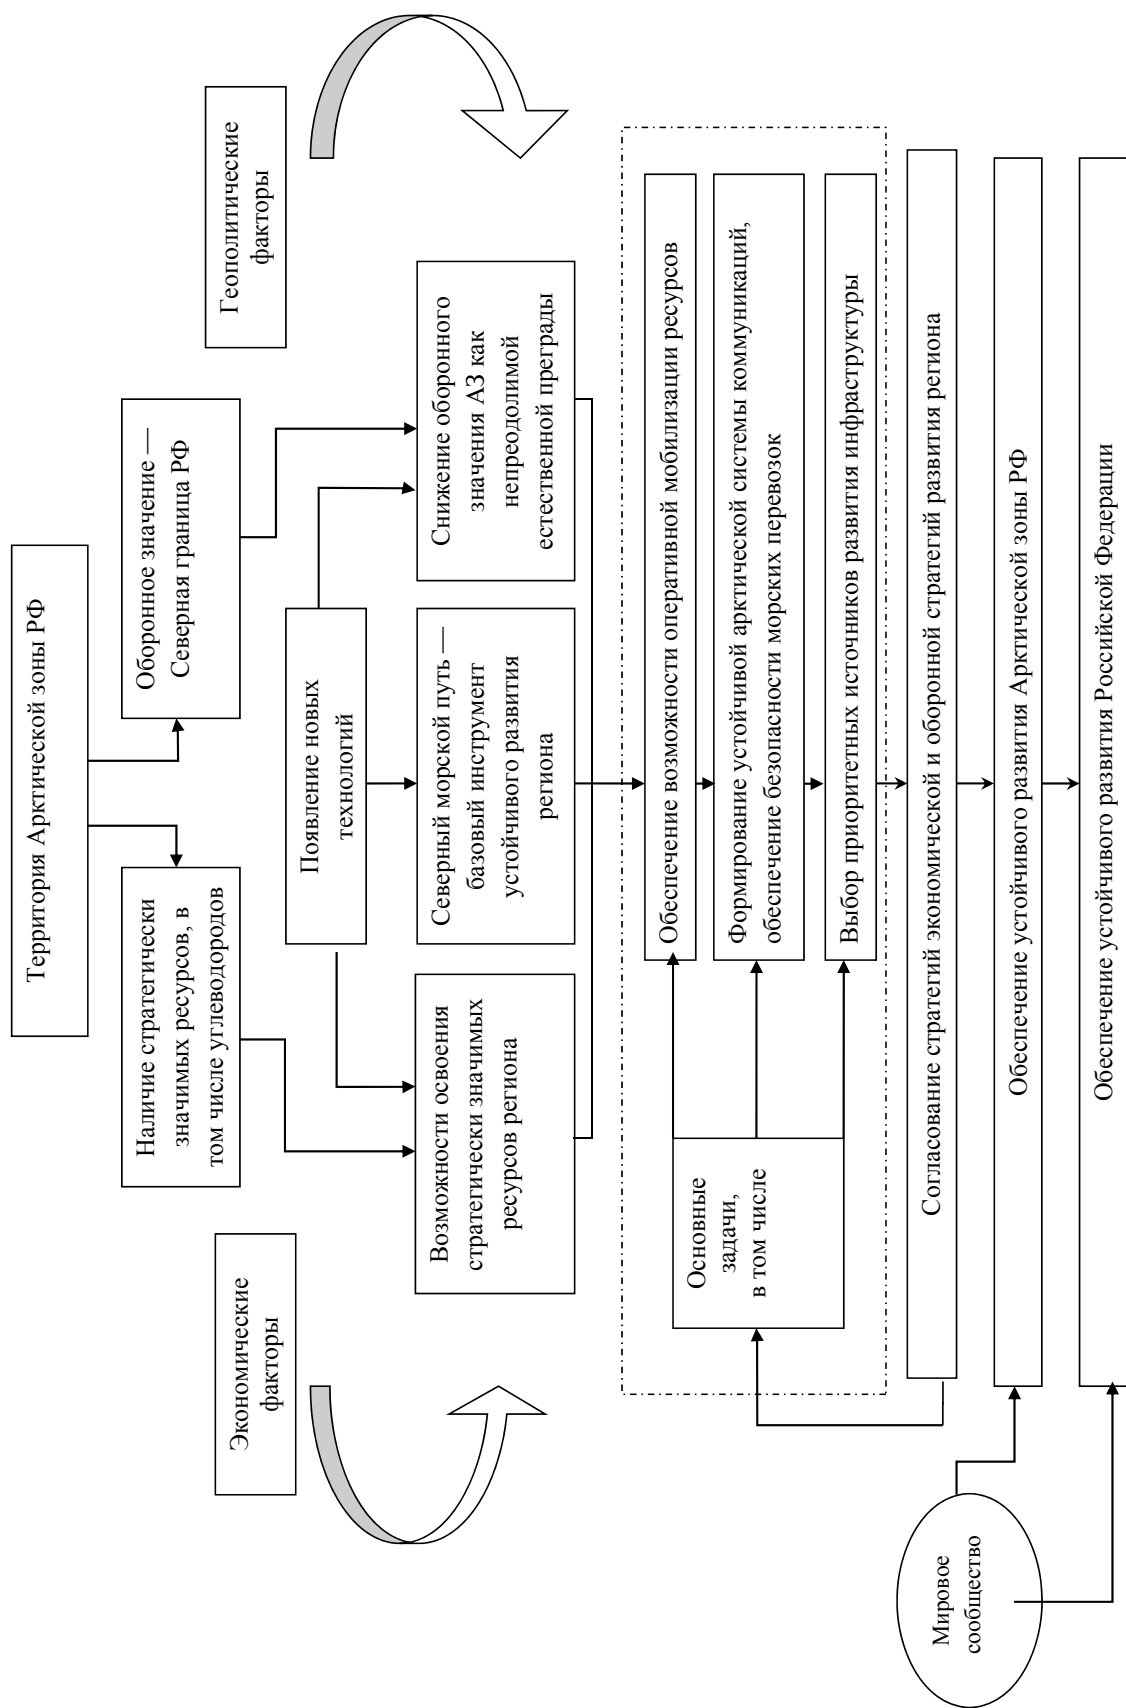 Территория Арктической зоны РФ
Наличие стратегически
значимых ресурсов, в
том числе углеводородов
Оборонное значение —
Северная граница РФ
Экономические
факторы
Геополитические
факторы
Появление новых
технологий
Возможности освоения
стратегически значимых
ресурсов региона
Северный морской путь —
базовый инструмент
устойчивого развития
региона
Снижение оборонного
значения АЗ как
непреодолимой
естественной преграды
Основные
задачи,
в том числе
Обеспечение возможности оперативной мобилизации ресурсов
Формирование устойчивой арктической системы коммуникаций,
обеспечение безопасности морских перевозок
Выбор приоритетных источников развития инфраструктуры
Согласование стратегий экономической и оборонной стратегий развития региона
Мировое
сообщество
Обеспечение устойчивого развития Арктической зоны РФ
Обеспечение устойчивого развития Российской Федерации